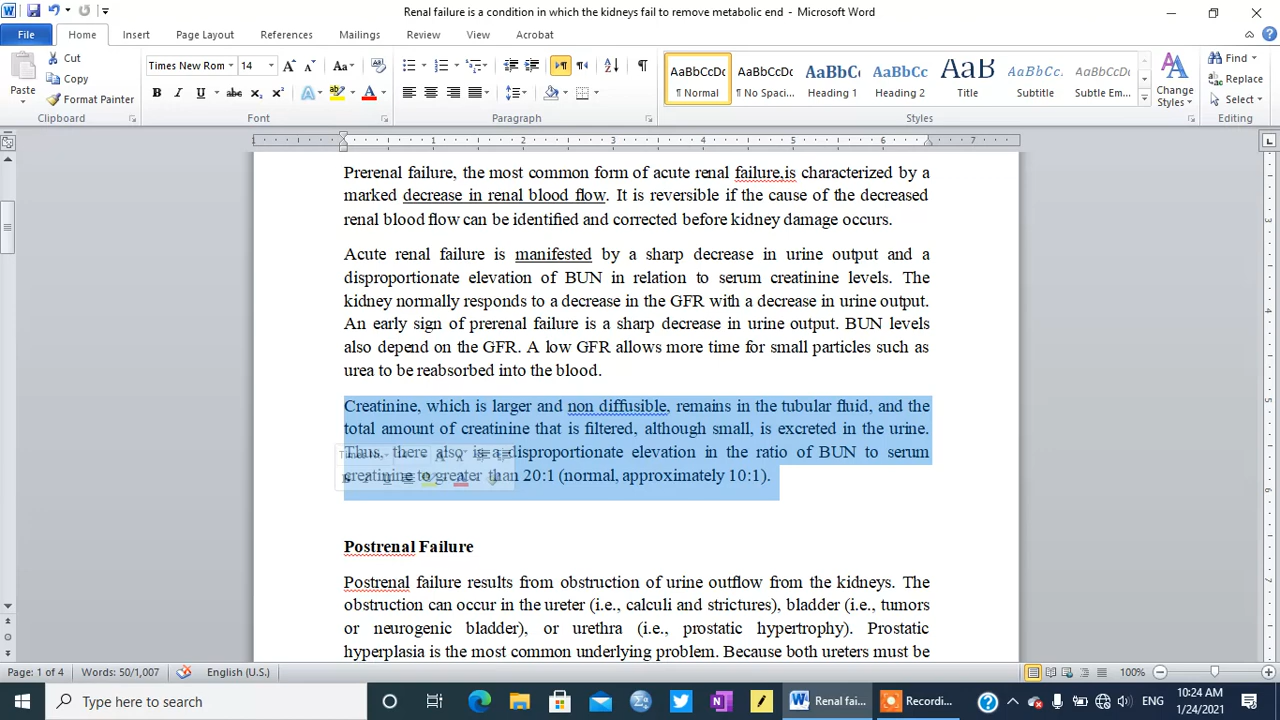 Renal failure is a condition in which the kidneys fail to remove metabolic end - Microsoft Word
File Home Insert Page Layout References Mailings Review View Acrobat
Cut
Copy
Format Painter
Paste
Times New Rom 14
AaBbCcDc AaBbCcDc AaBbC AaBbCc AaB AaBbCc. AaBbCcDc
¶ Normal ¶ No Spaci... Heading 1 Heading 2 Title Subtitle Subtle Em...
Change Styles
Find
Replace
Select
Clipboard Font Paragraph Styles Editing
Prerenal failure, the most common form of acute renal failure,is characterized by a
marked decrease in renal blood flow. It is reversible if the cause of the decreased
renal blood flow can be identified and corrected before kidney damage occurs.
Acute renal failure is manifested by a sharp decrease in urine output and a
disproportionate elevation of BUN in relation to serum creatinine levels. The
kidney normally responds to a decrease in the GFR with a decrease in urine output.
An early sign of prerenal failure is a sharp decrease in urine output. BUN levels
also depend on the GFR. A low GFR allows more time for small particles such as
urea to be reabsorbed into the blood.
Creatinine, which is larger and non diffusible, remains in the tubular fluid, and the
total amount of creatinine that is filtered, although small, is excreted in the urine.
Thus, there also is a disproportionate elevation in the ratio of BUN to serum
creatinine to greater than 20:1 (normal, approximately 10:1).
Postrenal Failure
Postrenal failure results from obstruction of urine outflow from the kidneys. The
obstruction can occur in the ureter (i.e., calculi and strictures), bladder (i.e., tumors
or neurogenic bladder), or urethra (i.e., prostatic hypertrophy). Prostatic
hyperplasia is the most common underlying problem. Because both ureters must be
Page: 1 of 4 Words: 50/1,007 English (U.S.) 100%
Type here to search
Renal fai... Recordi... ENG 10:24 AM
1/24/2021